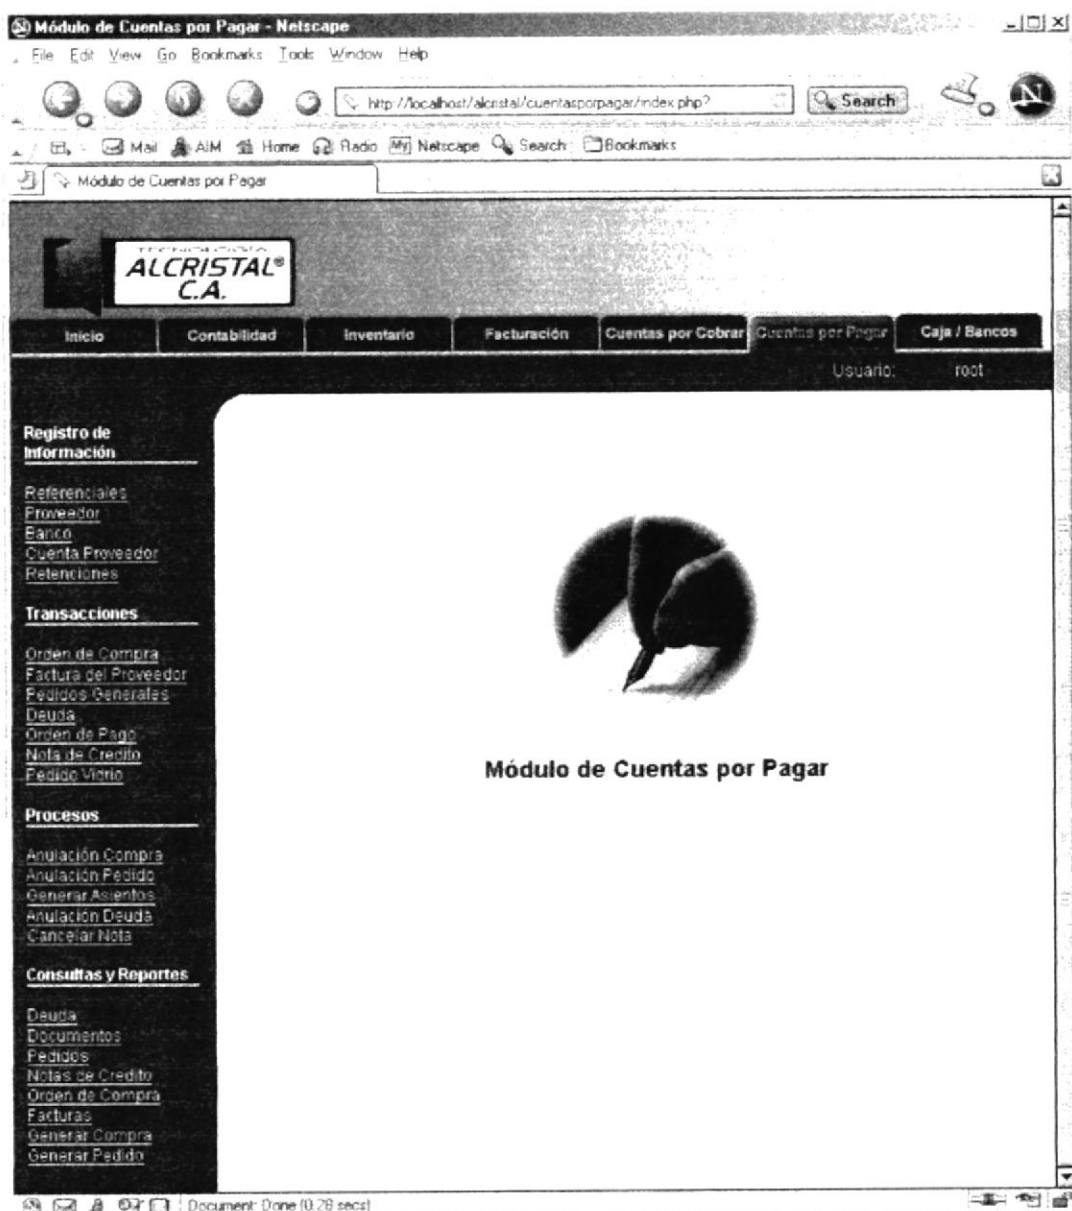 Módulo de Cuentas por Pagar - Netscape
File Edit View Go Bookmarks Tools Window Help
http://localhost/alcristal/cuentasporpagar/index.php? Search
Mail AIM Home Radio My Netscape Search Bookmarks
Módulo de Cuentas por Pagar
TECNOLOGIA
ALCRISTAL®
C.A.
Inicio Contabilidad Inventario Facturación Cuentas por Cobrar Cuentas por Pagar Caja / Bancos
Usuario: root
Registro de
Información
Referenciales
Proveedor
Banco
Cuenta Proveedor
Retenciones
Transacciones
Orden de Compra
Factura del Proveedor
Pedidos Generales
Deuda
Orden de Pago
Nota de Credito
Pedido Vidrio
Módulo de Cuentas por Pagar
Procesos
Anulación Compra
Anulación Pedido
Generar Asientos
Anulación Deuda
Cancelar Nota
Consultas y Reportes
Deuda
Documentos
Pedidos
Notas de Credito
Orden de Compra
Facturas
Generar Compra
Generar Pedido
Document: Done (0.28 secs)